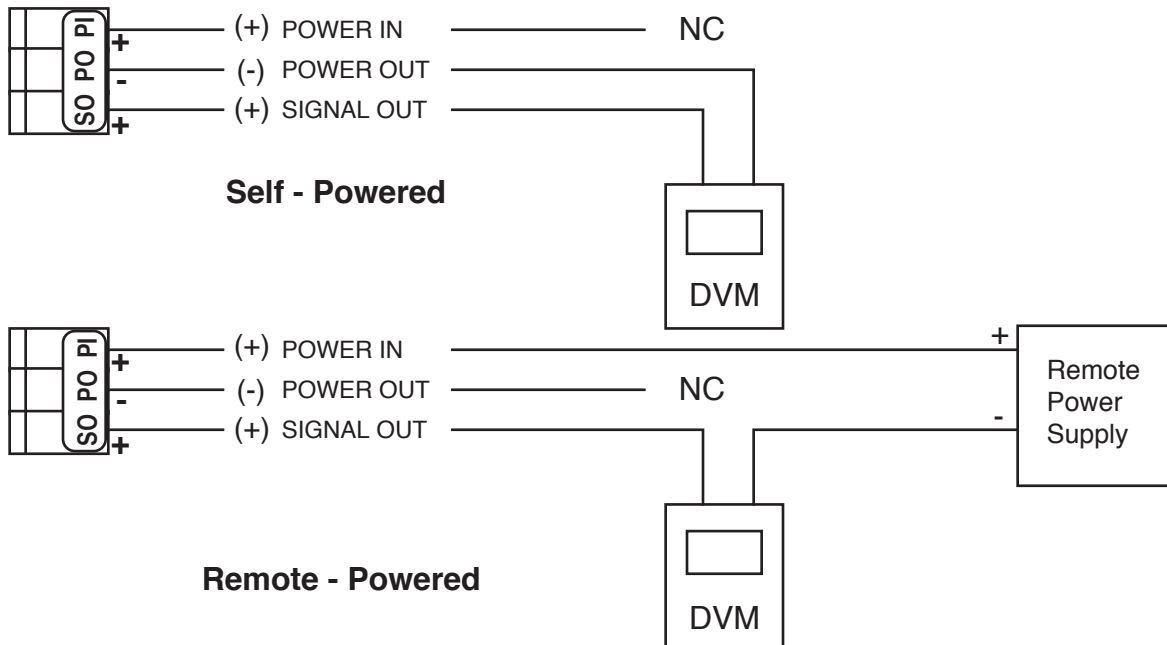 PI
+ (+) POWER IN NC
PO
- (-) POWER OUT
SO
+ (+) SIGNAL OUT
Self - Powered
DVM
PI
+ (+) POWER IN +
PO
- (-) POWER OUT NC
SO
+ (+) SIGNAL OUT -
Remote
Power
Supply
Remote - Powered
DVM